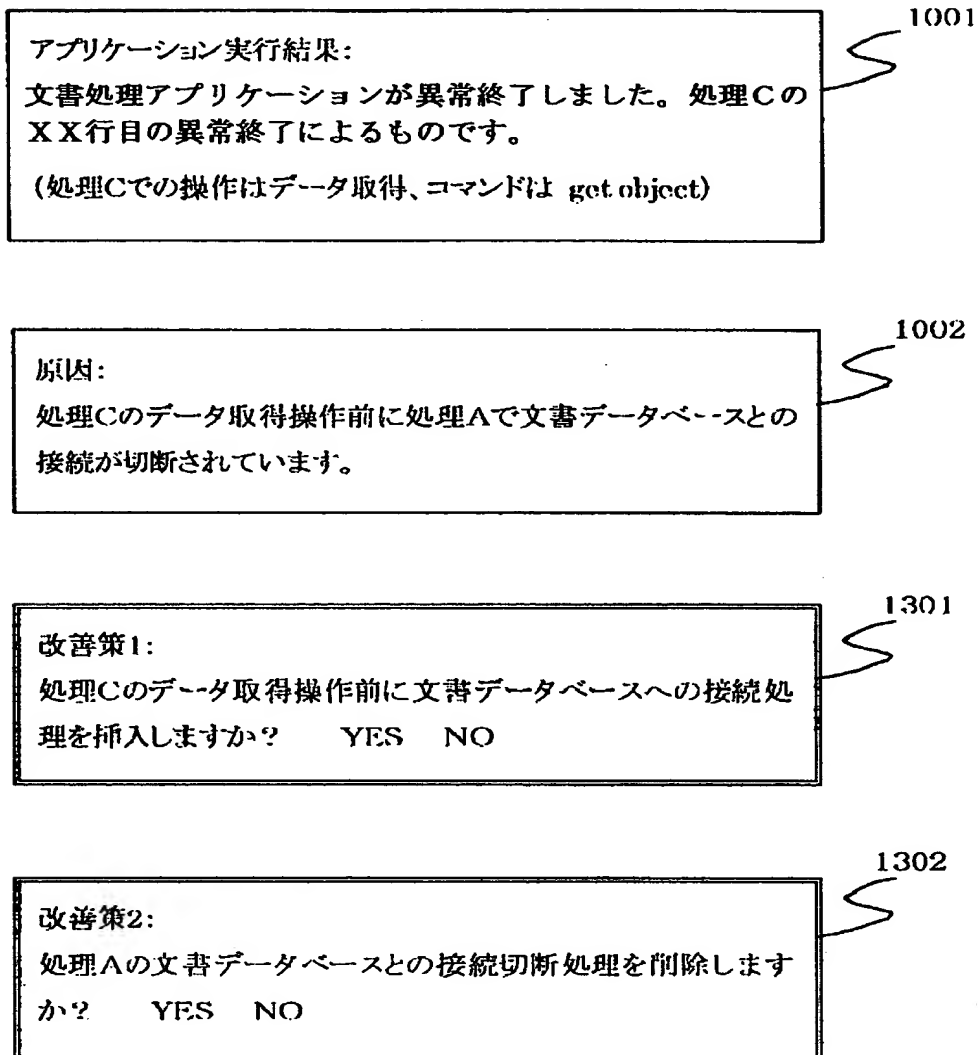 1001
アプリケーション実行結果:
文書処理アプリケーションが異常終了しました。処理Cの
XX行目の異常終了によるものです。
(処理Cでの操作はデータ取得、コマンドは get object)
1002
原因:
処理Cのデータ取得操作前に処理Aで文書データベースとの
接続が切断されています。
1301
改善策1:
処理Cのデータ取得操作前に文書データベースへの接続処
理を挿入しますか? YES NO
1302
改善策2:
処理Aの文書データベースとの接続切断処理を削除します
か? YES NO